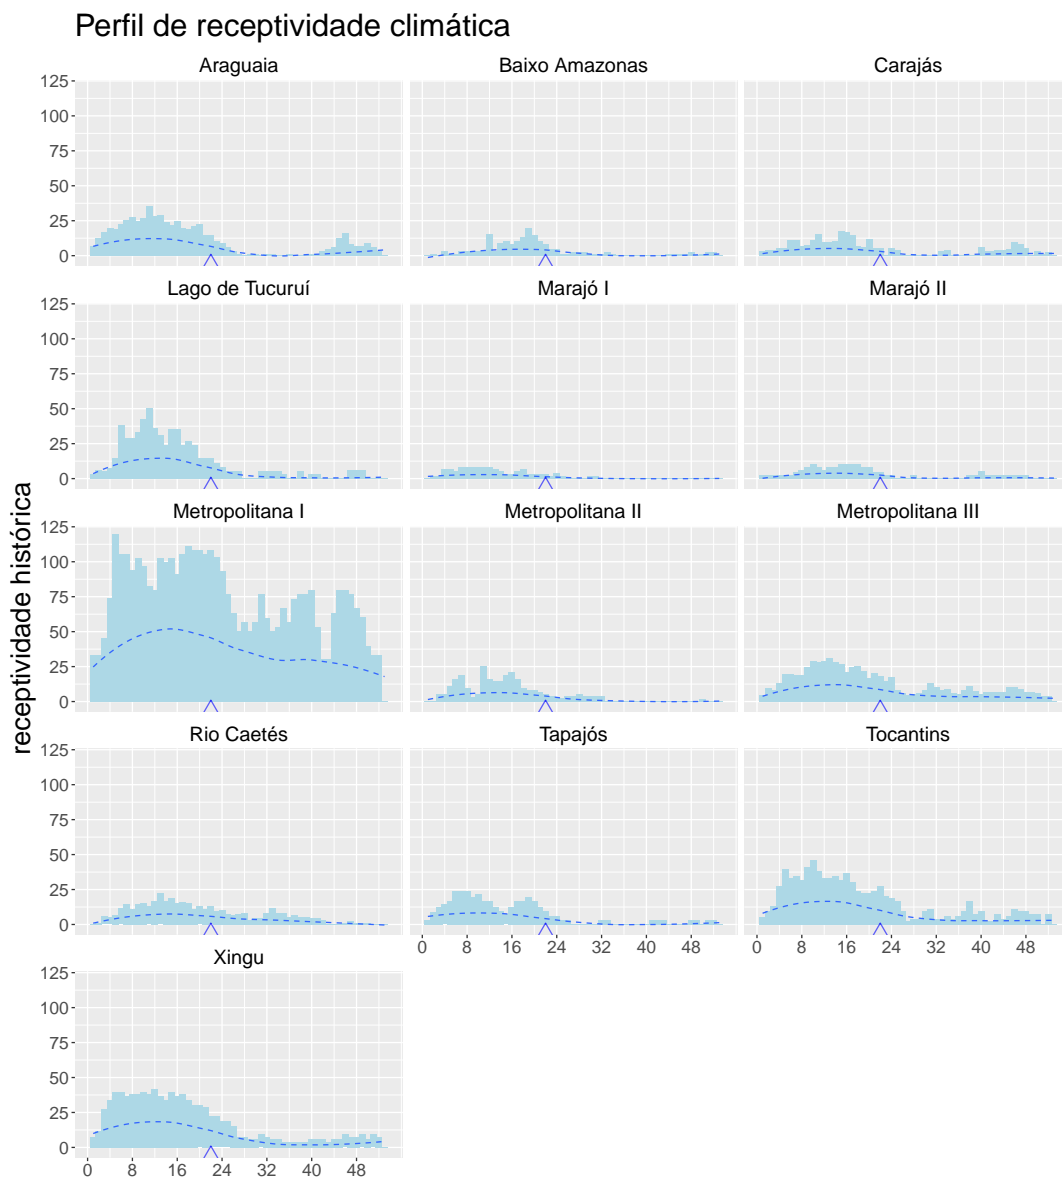 Perfil de receptividade climática
Araguaia
Baixo Amazonas
Carajás
125
100
75
50
25
0
Lago de Tucuruí
Marajó I
Marajó II
125
100
75
50
25
0
receptividade histórica
Metropolitana I
Metropolitana II
Metropolitana III
125
100
75
50
25
0
Rio Caetés
Tapajós
Tocantins
125
100
75
50
25
0
0 8 16 24 32 40 48
0 8 16 24 32 40 48
Xingu
125
100
75
50
25
0
0 8 16 24 32 40 48